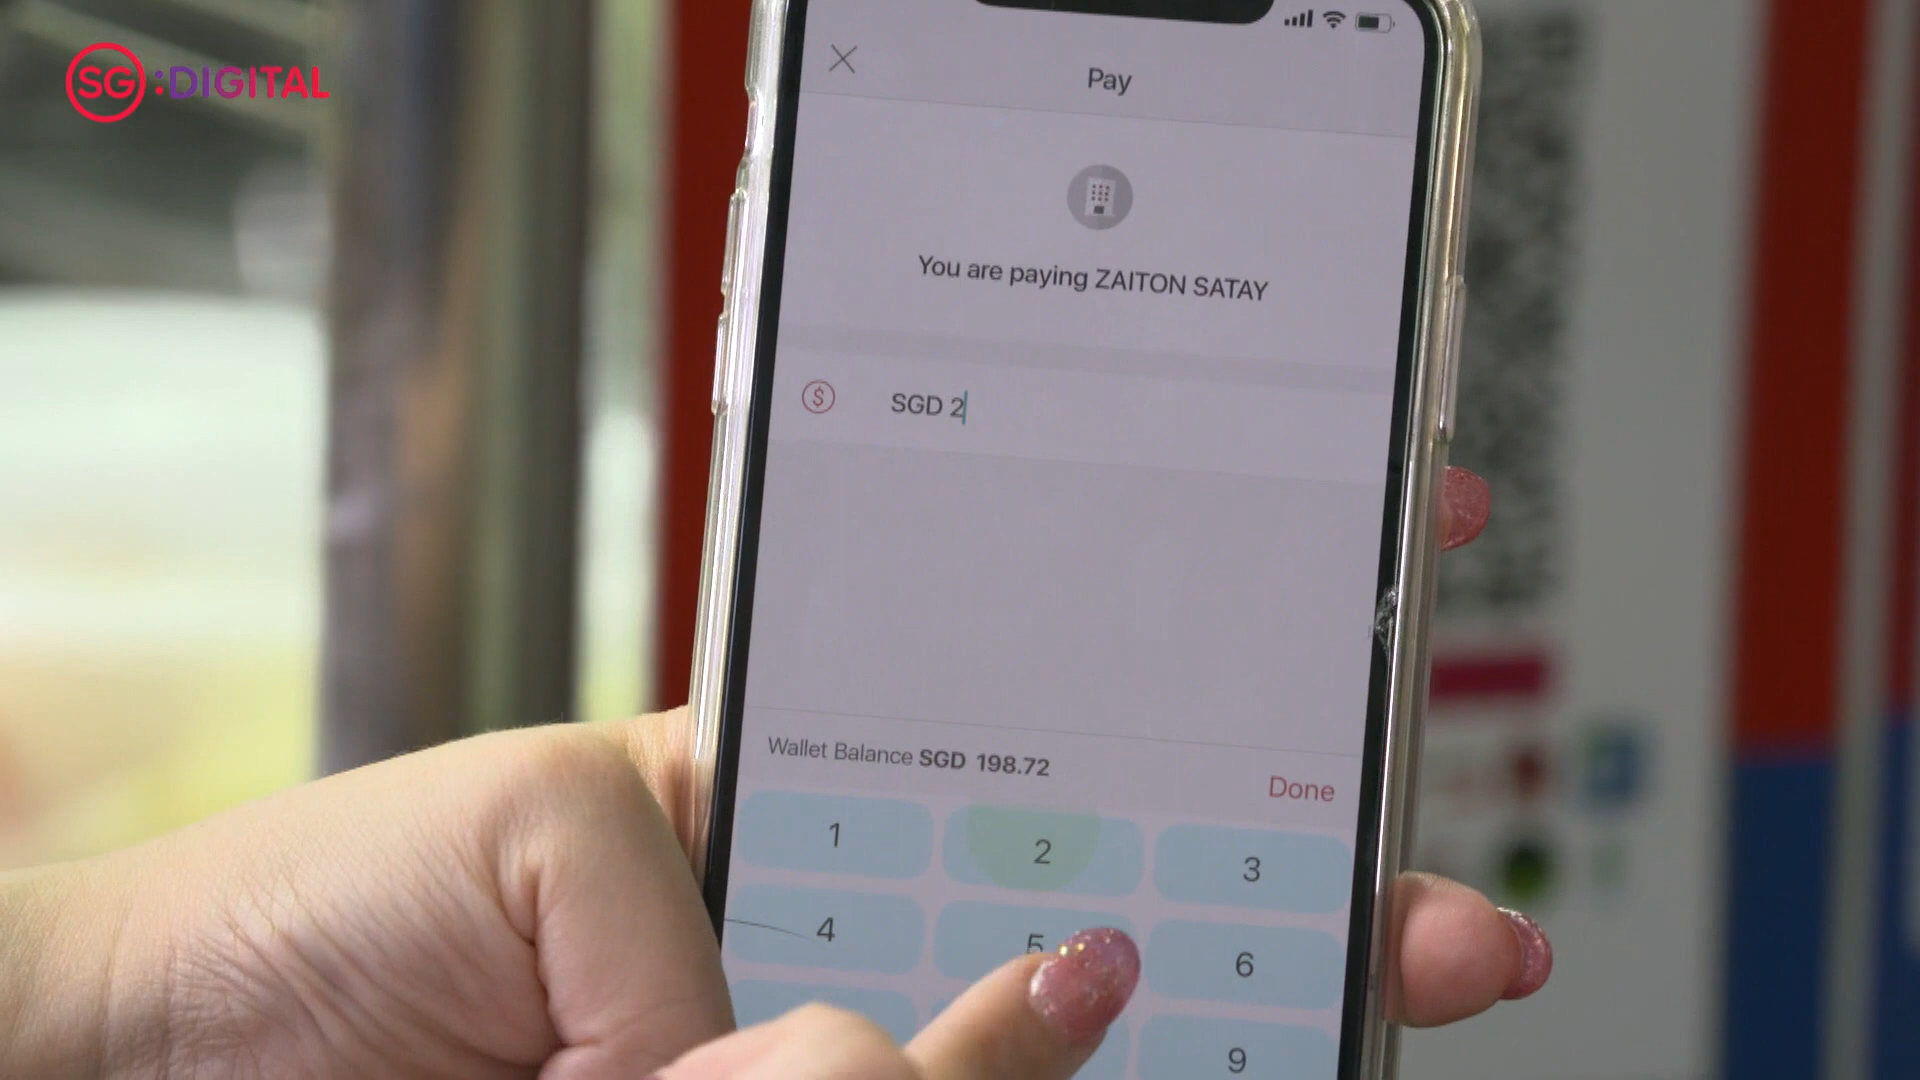 SG:DIGITAL
Pay
You are paying ZAITON SATAY
$
SGD 2
Wallet Balance SGD 198.72
Done
1 2 3
4 5 6
9